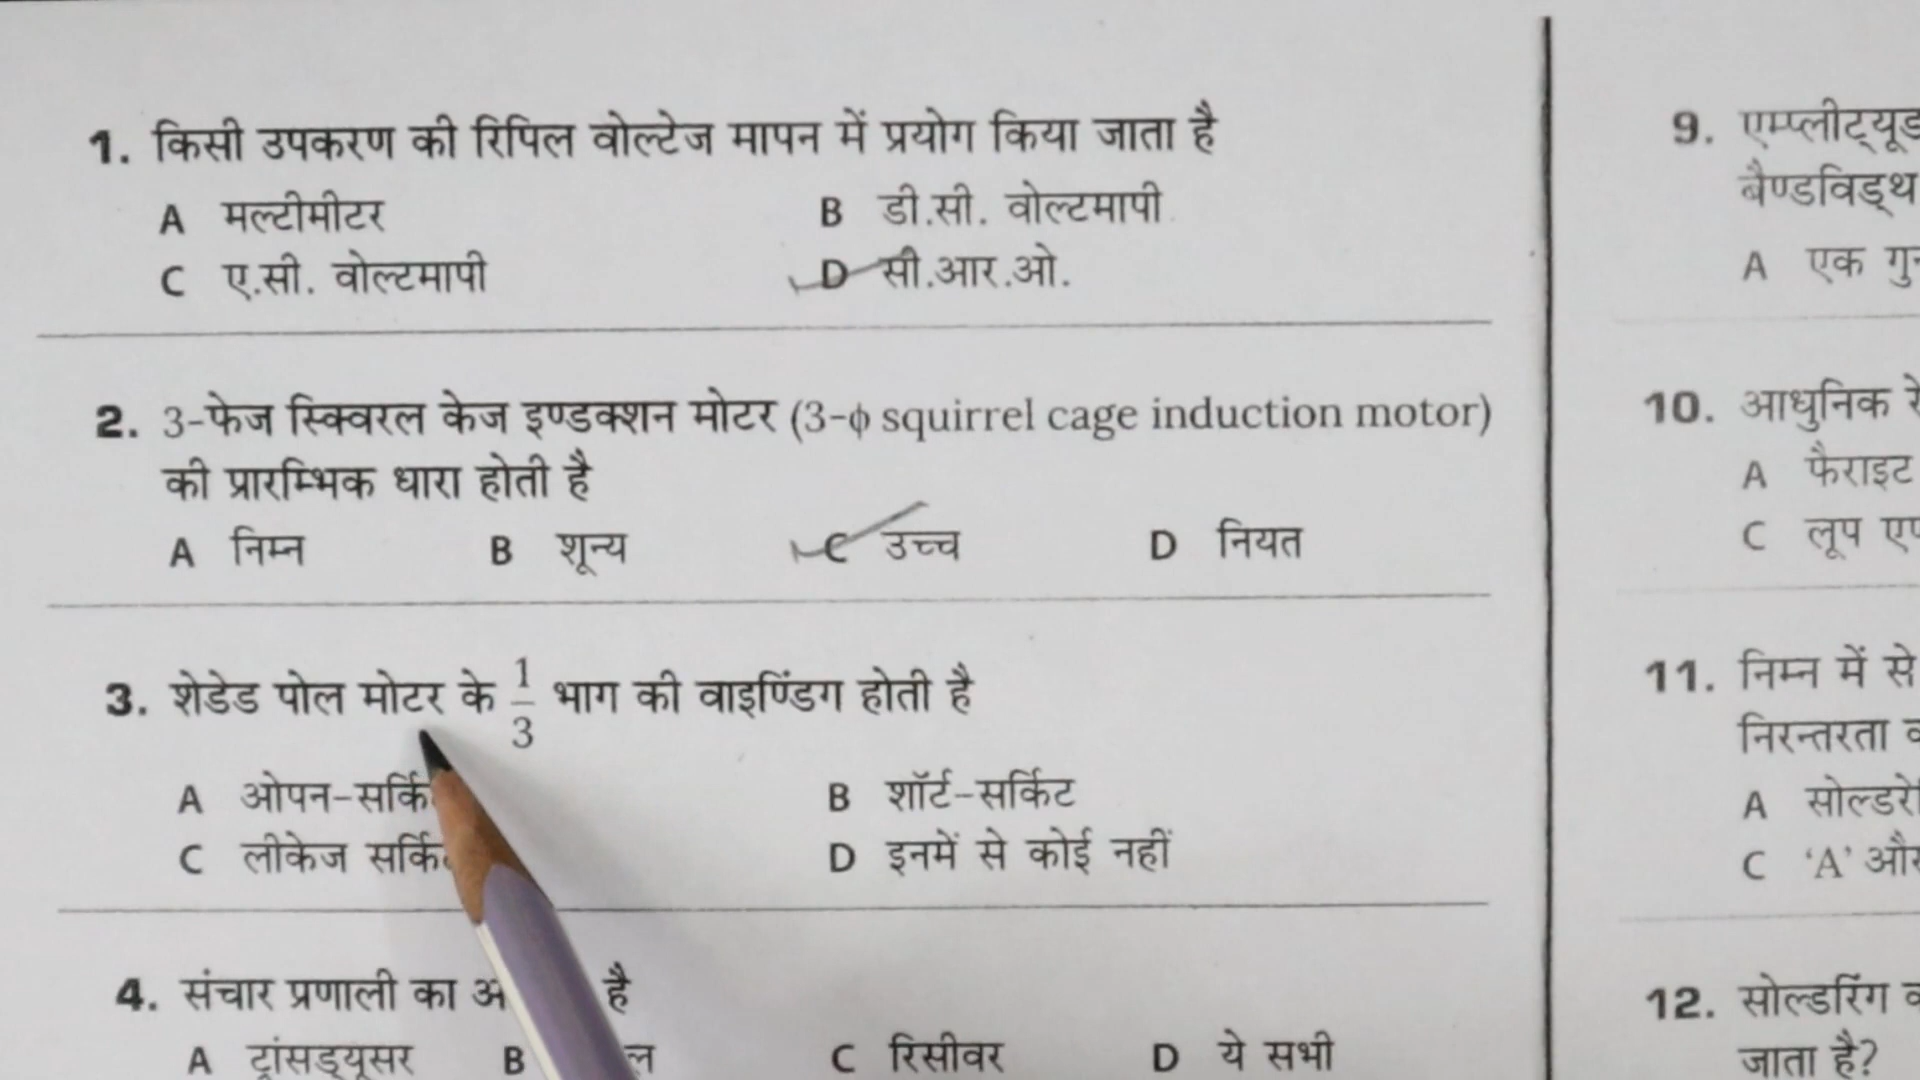 1. किसी उपकरण की रिपिल वोल्टेज मापन में प्रयोग किया जाता है
A मल्टीमीटर B डी.सी. वोल्टमापी
C ए.सी. वोल्टमापी D सी.आर.ओ.
2. 3-फेज स्क्विरल केज इण्डक्शन मोटर (3-ϕ squirrel cage induction motor)
की प्रारम्भिक धारा होती है
A निम्न B शून्य C उच्च D नियत
3. शेडेड पोल मोटर के 1/3 भाग की वाइण्डिंग होती है
A ओपन- B शॉर्ट-सर्किट
C लीकेज D इनमें से कोई नहीं
4. संचार प्रणाली का है
A ट्रांसड्यूसर B C रिसीवर D ये सभी
9. एम्प्लीट्यूड
बैण्डविड्थ
A एक
10. आधुनिक
A फैराइट
C लूप
11. निम्न में से
निरन्तरता
A
C 'A' और
12. सोल्डरिंग
जाता है?